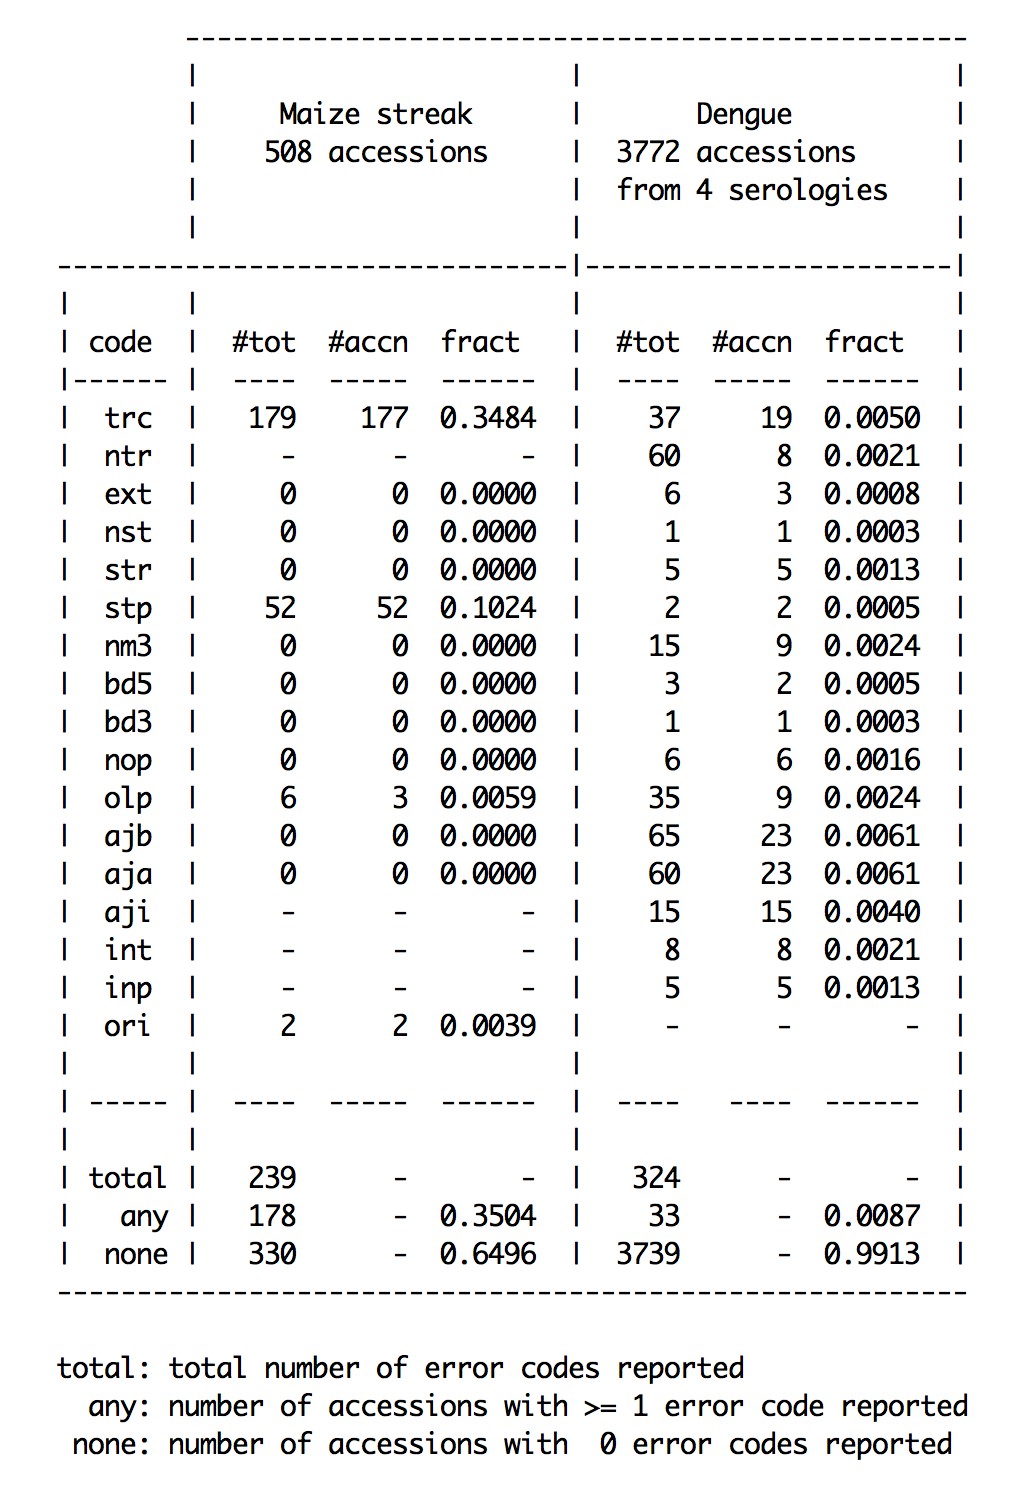 -------------------------------------------------
        |                       |                       |
        |     Maize streak      |       Dengue          |
        |    508 accessions     |  3772 accessions      |
        |                       |  from 4 serologies    |
        |                       |                       |
--------------------------------|-----------------------|
|       |                       |                       |
| code  |  #tot  #accn  fract   |  #tot  #accn  fract   |
|------ |  ----  -----  ------  |  ----  -----  ------  |
|  trc  |   179    177  0.3484  |    37     19  0.0050  |
|  ntr  |     -      -       -  |    60      8  0.0021  |
|  ext  |     0      0  0.0000  |     6      3  0.0008  |
|  nst  |     0      0  0.0000  |     1      1  0.0003  |
|  str  |     0      0  0.0000  |     5      5  0.0013  |
|  stp  |    52     52  0.1024  |     2      2  0.0005  |
|  nm3  |     0      0  0.0000  |    15      9  0.0024  |
|  bd5  |     0      0  0.0000  |     3      2  0.0005  |
|  bd3  |     0      0  0.0000  |     1      1  0.0003  |
|  nop  |     0      0  0.0000  |     6      6  0.0016  |
|  olp  |     6      3  0.0059  |    35      9  0.0024  |
|  ajb  |     0      0  0.0000  |    65     23  0.0061  |
|  aja  |     0      0  0.0000  |    60     23  0.0061  |
|  aji  |     -      -       -  |    15     15  0.0040  |
|  int  |     -      -       -  |     8      8  0.0021  |
|  inp  |     -      -       -  |     5      5  0.0013  |
|  ori  |     2      2  0.0039  |     -      -       -  |
|       |                       |                       |
| ----- |  ----  -----  ------  |  ----   ----  ------  |
|       |                       |                       |
| total |   239      -       -  |   324      -       -  |
|   any |   178      -  0.3504  |    33      -  0.0087  |
|  none |   330      -  0.6496  |  3739      -  0.9913  |
---------------------------------------------------------
total: total number of error codes reported
  any: number of accessions with >= 1 error code reported
 none: number of accessions with  0 error codes reported